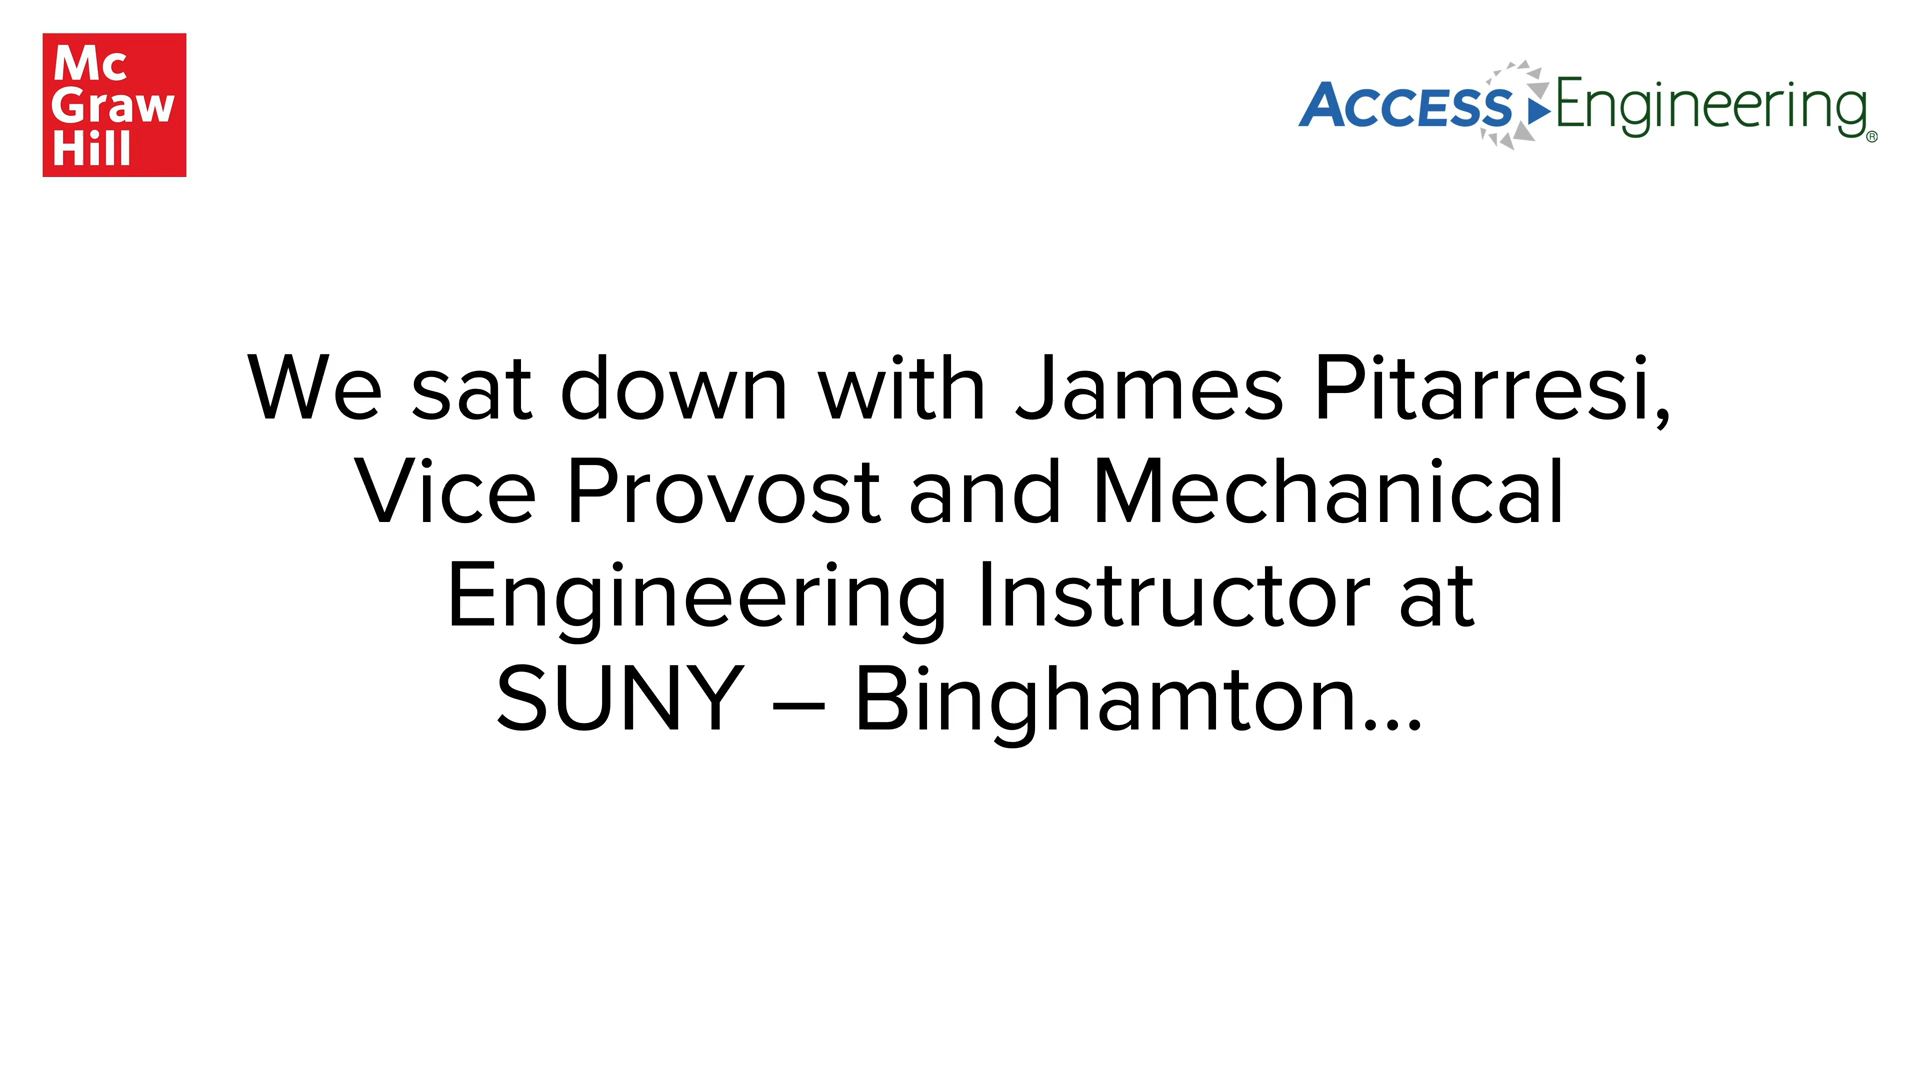 Mc
Graw
Hill
ACCESS Engineering®
We sat down with James Pitarresi,
Vice Provost and Mechanical
Engineering Instructor at
SUNY – Binghamton...